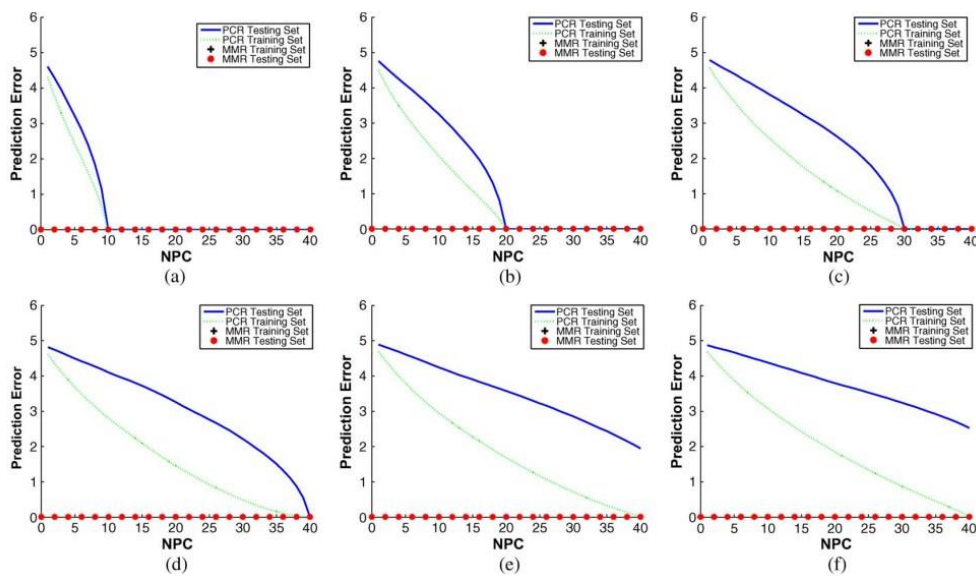 6
5
4
3
2
1
0
Prediction Error
PCR Testing Set
PCR Training Set
MMR Training Set
MMR Testing Set
0 5 10 15 20 25 30 35 40
NPC
(a)
6
5
4
3
2
1
0
Prediction Error
PCR Testing Set
PCR Training Set
MMR Training Set
MMR Testing Set
0 5 10 15 20 25 30 35 40
NPC
(b)
6
5
4
3
2
1
0
Prediction Error
PCR Testing Set
PCR Training Set
MMR Training Set
MMR Testing Set
0 5 10 15 20 25 30 35 40
NPC
(c)
6
5
4
3
2
1
0
Prediction Error
PCR Testing Set
PCR Training Set
MMR Training Set
MMR Testing Set
0 5 10 15 20 25 30 35 40
NPC
(d)
6
5
4
3
2
1
0
Prediction Error
PCR Testing Set
PCR Training Set
MMR Training Set
MMR Testing Set
0 5 10 15 20 25 30 35 40
NPC
(e)
6
5
4
3
2
1
0
Prediction Error
PCR Testing Set
PCR Training Set
MMR Training Set
MMR Testing Set
0 5 10 15 20 25 30 35 40
NPC
(f)